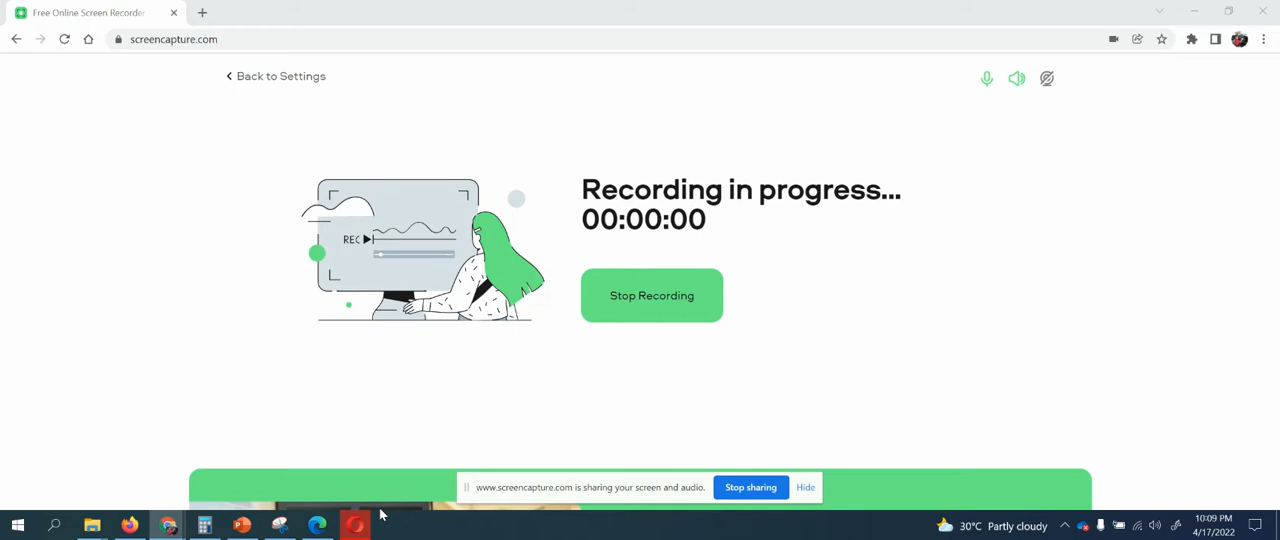 Free Online Screen Recorder
screencapture.com
Back to Settings
REC
Recording in progress...
00:00:00
Stop Recording
www.screencapture.com is sharing your screen and audio.
Stop sharing
Hide
30°C Partly cloudy
10:09 PM
4/17/2022